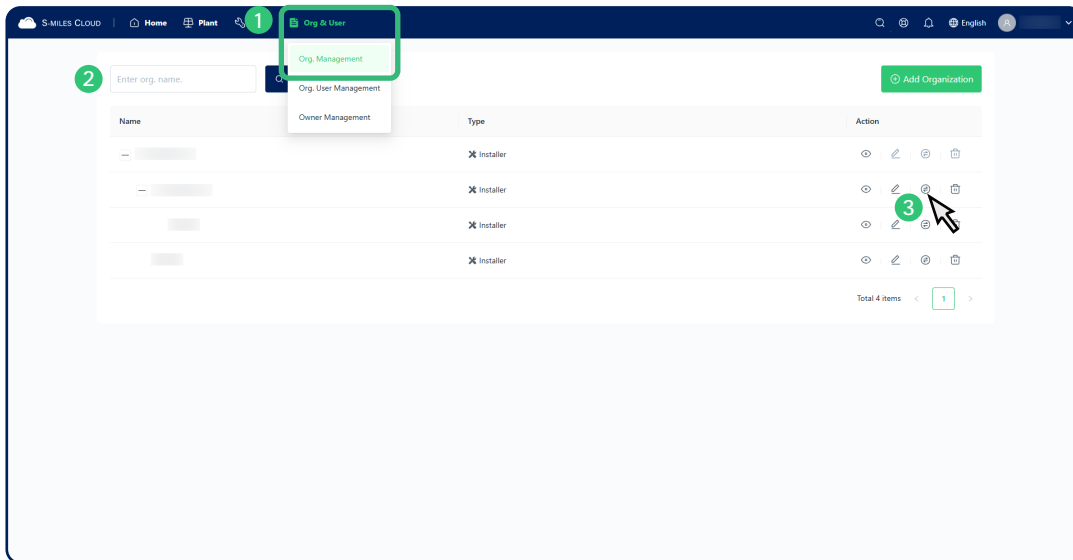 S-MILES CLOUD
Home
Plant
1
Org & User
English
Org. Management
2
Enter org. name.
Add Organization
Org. User Management
Owner Management
Name
Type
Action
Installer
Installer
3
Installer
Installer
Total 4 items
1